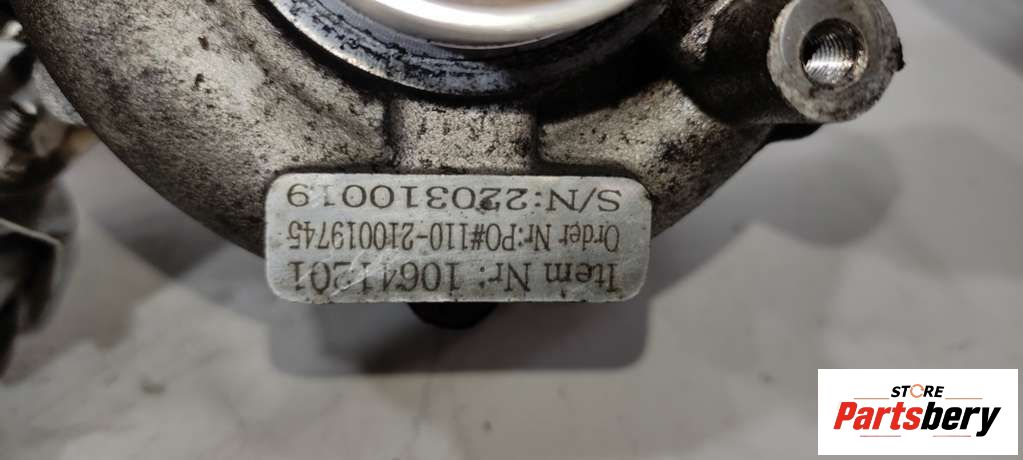 Item Nr: 10641201
Order Nr:PO#110-210019745
S/N:220310019
STORE
Partsbery